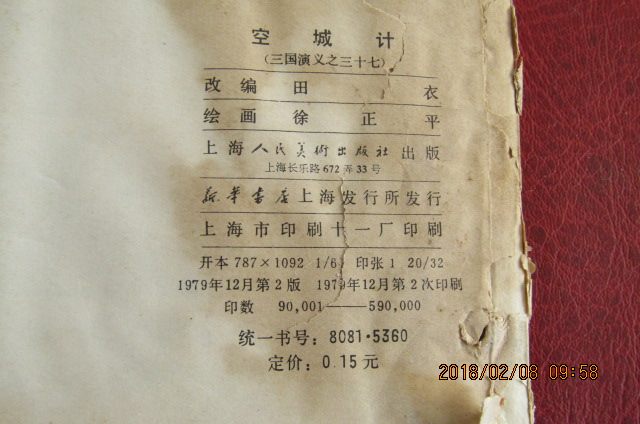 空城计
(三国演义之三十七)
改编 田衣
绘画 徐正平
上海人民美術出版社出版
上海长乐路672弄33号
新华書店上海发行所发行
上海市印刷十一厂印刷
开本 787×1092 1/6 印张 1 20/32
1979年12月第2版 1979年12月第2次印刷
印数 90,001——590,000
统一书号：8081·5360
定价：0.15元
2018/02/08 09:58